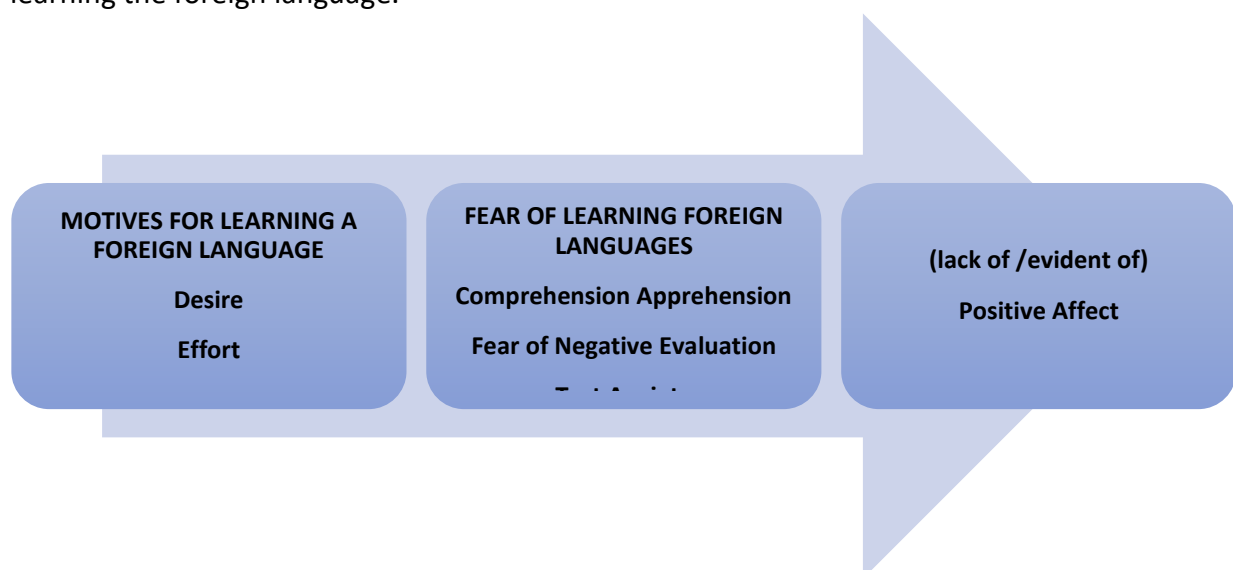 learning the foreign language.
MOTIVES FOR LEARNING A
FOREIGN LANGUAGE
Desire
Effort
FEAR OF LEARNING FOREIGN
LANGUAGES
Comprehension Apprehension
Fear of Negative Evaluation
(lack of /evident of)
Positive Affect